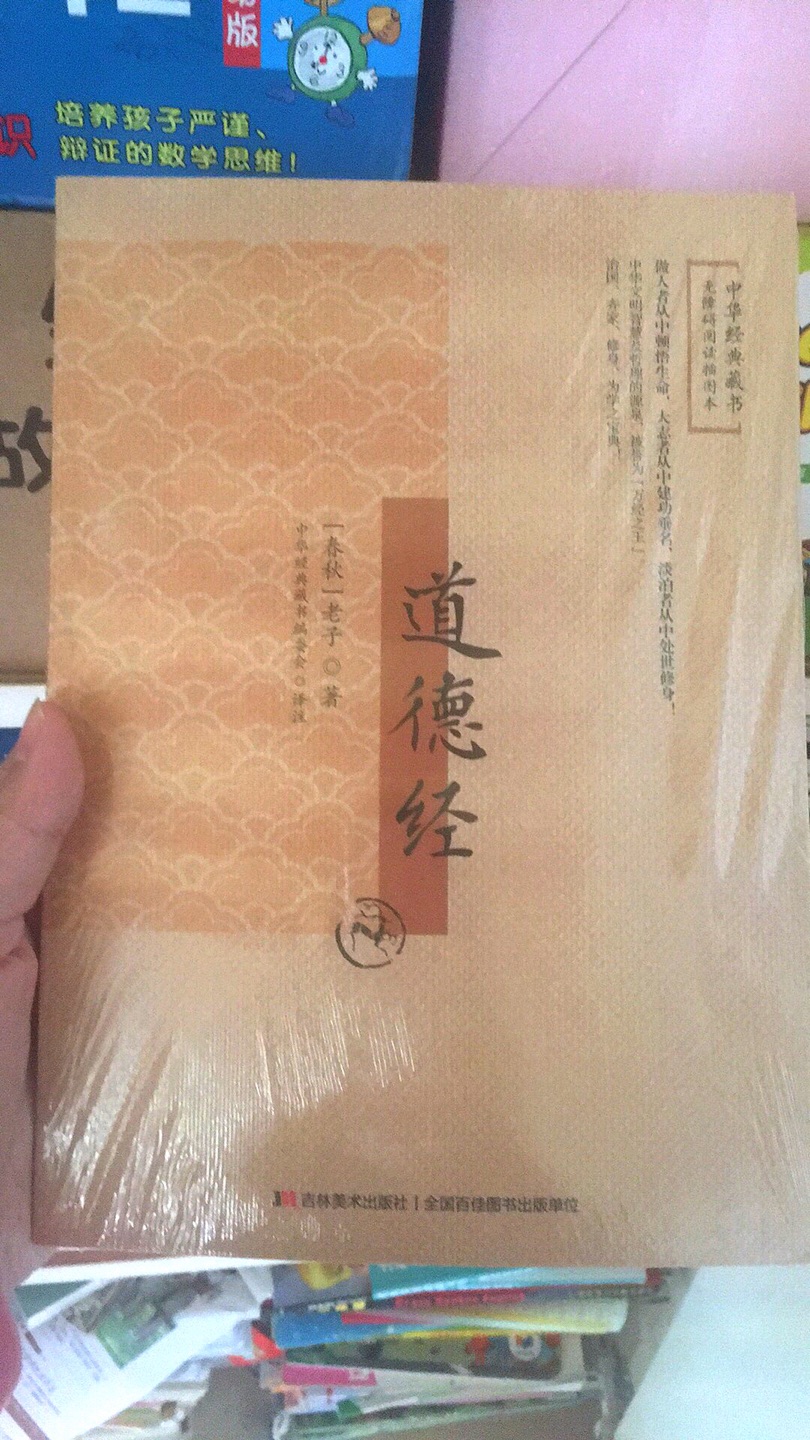 版
识
培养孩子严谨、
辩证的数学思维!
放
中华经典藏书
无障碍阅读插图本
做人者从中顿悟生命,大志者从中建功垂名,淡泊者从中处世修身!
中华文明智慧及哲理的源泉,被誉为“万经之王”
治国、齐家、修身、为学之宝典。
道德经
[春秋]老子◎著
中华经典藏书编委会◎译注
吉林美术出版社|全国百佳图书出版单位